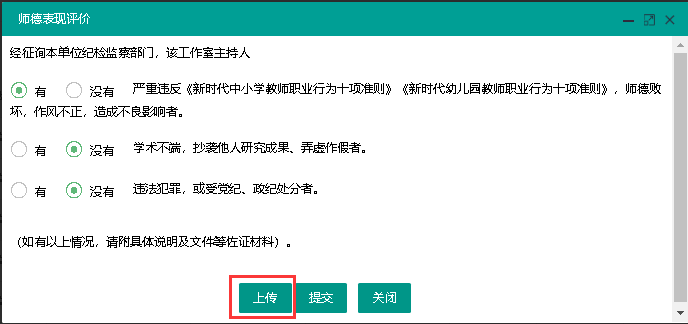 师德表现评价
经征询本单位纪检监察部门，该工作室主持人
有 没有 严重违反《新时代中小学教师职业行为十项准则》《新时代幼儿园教师职业行为十项准则》，师德败
坏，作风不正，造成不良影响者。
有 没有 学术不端，抄袭他人研究成果、弄虚作假者。
有 没有 违法犯罪，或受党纪、政纪处分者。
（如有以上情况，请附具体说明及文件等佐证材料）。
上传 提交 关闭